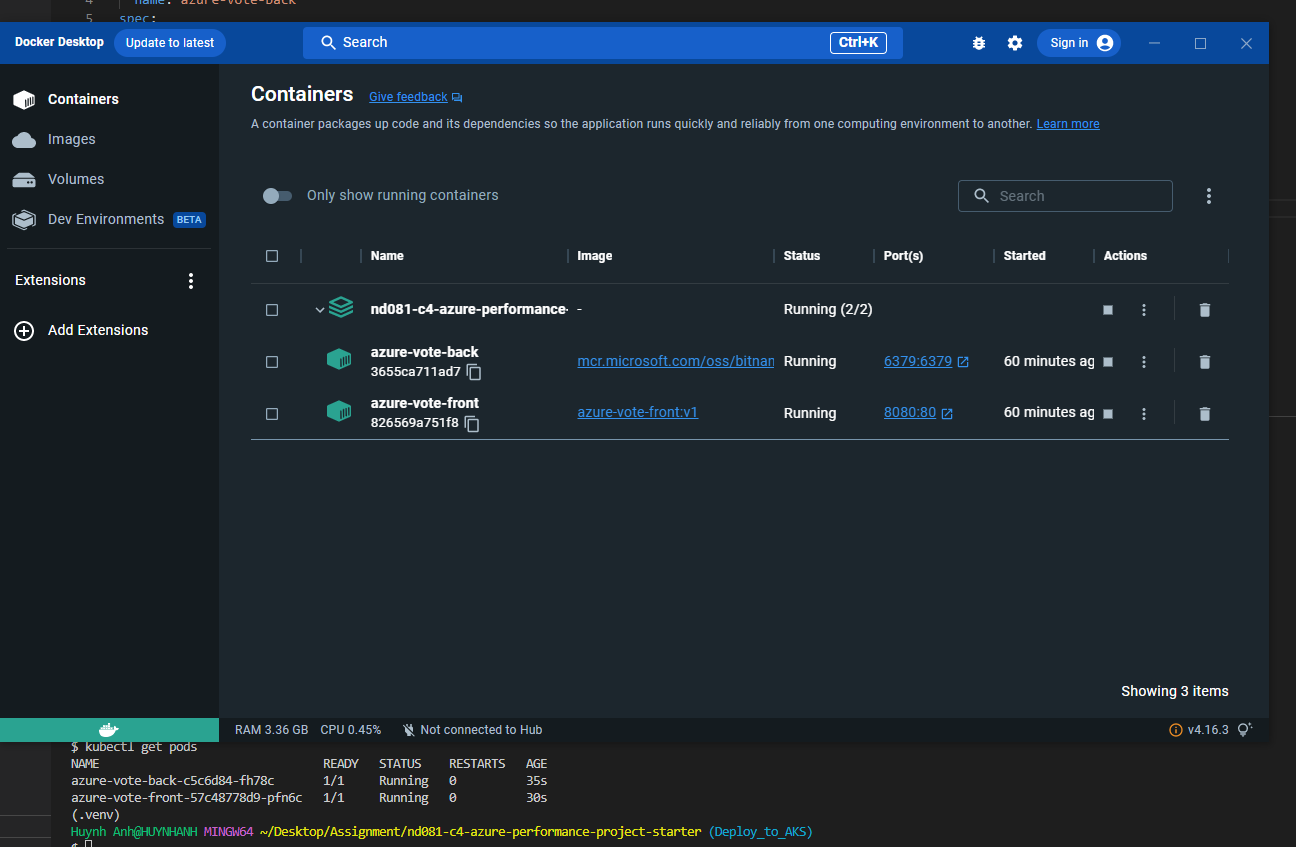 4 name: azure-vote-back
5 spec:
Docker Desktop Update to latest Search Ctrl+K Sign in
Containers
Images
Volumes
Dev Environments BETA
Extensions
Add Extensions
Containers Give feedback
A container packages up code and its dependencies so the application runs quickly and reliably from one computing environment to another. Learn more
Only show running containers Search
Name Image Status Port(s) Started Actions
nd081-c4-azure-performance- - Running (2/2)
azure-vote-back
3655ca711ad7 mcr.microsoft.com/oss/bitnan Running 6379:6379 60 minutes ag
azure-vote-front
826569a751f8 azure-vote-front:v1 Running 8080:80 60 minutes ag
Showing 3 items
RAM 3.36 GB CPU 0.45% Not connected to Hub v4.16.3
$ kubectl get pods
NAME READY STATUS RESTARTS AGE
azure-vote-back-c5c6d84-fh78c 1/1 Running 0 35s
azure-vote-front-57c48778d9-pfn6c 1/1 Running 0 30s
(.venv)
Huynh Anh@HUYNHANH MINGW64 ~/Desktop/Assignment/nd081-c4-azure-performance-project-starter (Deploy_to_AKS)
$